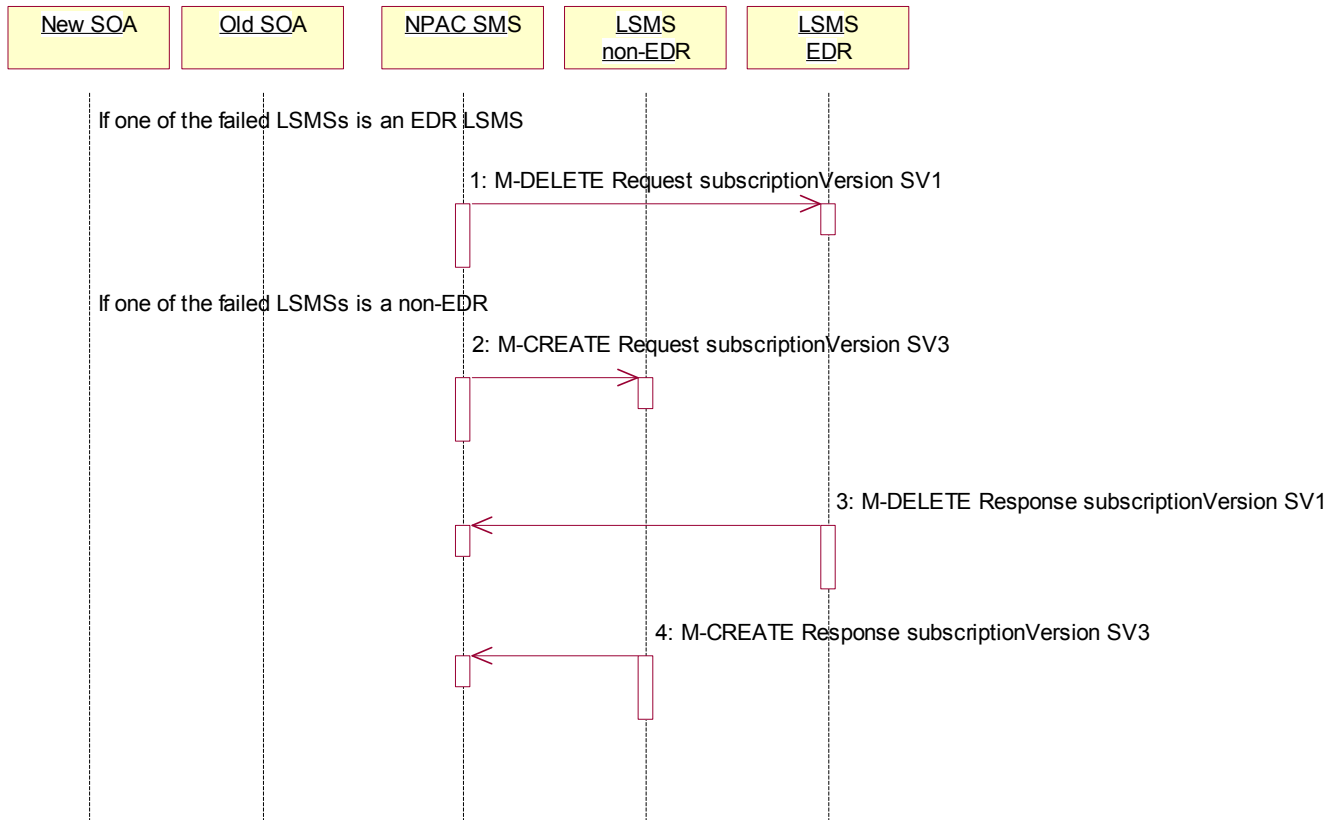 New SOA
Old SOA
NPAC SMS
LSMS
non-EDR
LSMS
EDR
If one of the failed LSMSs is an EDR LSMS
1: M-DELETE Request subscriptionVersion SV1
If one of the failed LSMSs is a non-EDR
2: M-CREATE Request subscriptionVersion SV3
3: M-DELETE Response subscriptionVersion SV1
4: M-CREATE Response subscriptionVersion SV3